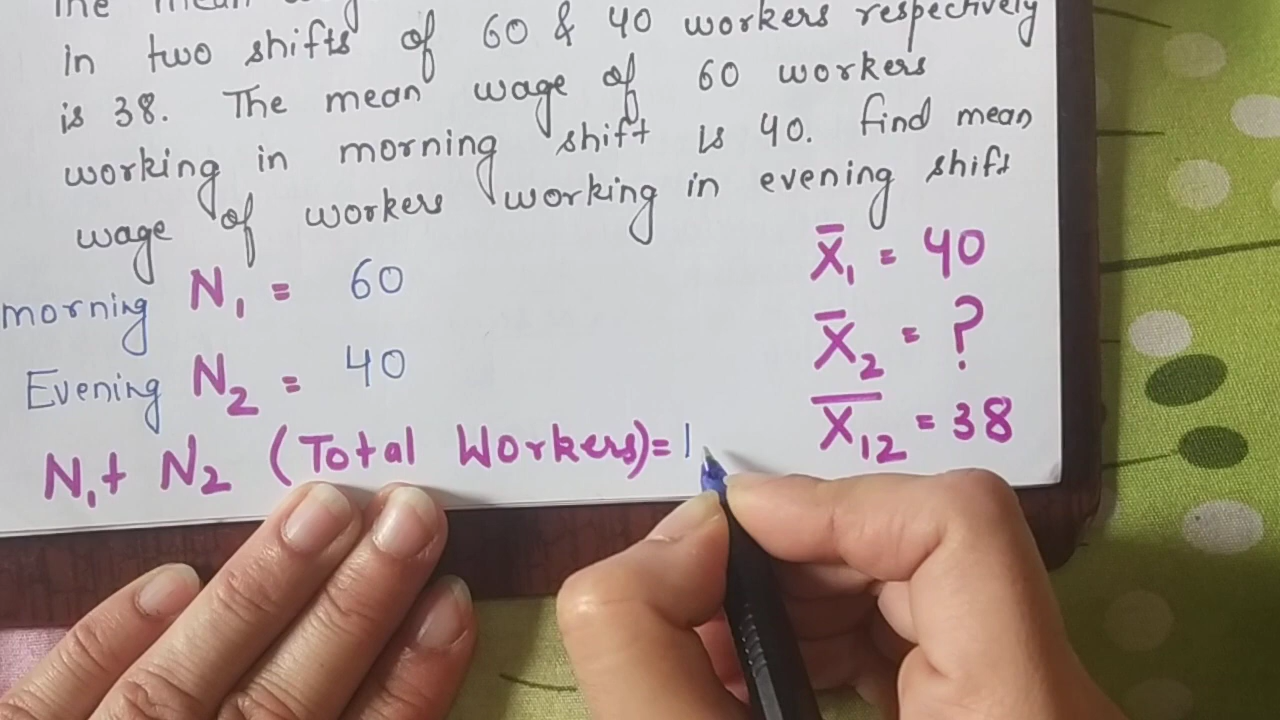 The mean
in two shifts of 60 & 40 workers respectively
is 38. The mean wage of 60 workers
working in morning shift is 40. find mean
wage of workers working in evening shift
morning N1 = 60
X̄1 = 40
Evening N2 = 40
X̄2 = ?
N1+ N2 (Total Workers)= 1
X̄12 = 38